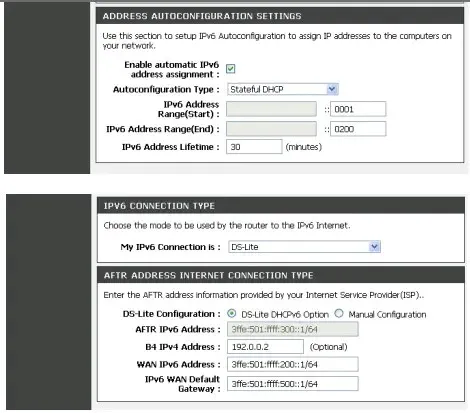 ADDRESS AUTOCONFIGURATION SETTINGS
Use this section to setup IPv6 Autoconfiguration to assign IP addresses to the computers on
your network.
Enable automatic IPv6
address assignment :
Autoconfiguration Type : Stateful DHCP
IPv6 Address
Range(Start) : :: 0001
IPv6 Address Range(End) : :: 0200
IPv6 Address Lifetime : 30 (minutes)
IPV6 CONNECTION TYPE
Choose the mode to be used by the router to the IPv6 Internet.
My IPv6 Connection is : DS-Lite
AFTR ADDRESS INTERNET CONNECTION TYPE
Enter the AFTR address information provided by your Internet Service Provider(ISP)..
DS-Lite Configuration : DS-Lite DHCPv6 Option Manual Configuration
AFTR IPv6 Address : 3ffe:501:ffff:300::1/64
B4 IPv4 Address : 192.0.0.2 (Optional)
WAN IPv6 Address : 3ffe:501:ffff:200::1/64
IPv6 WAN Default
Gateway : 3ffe:501:ffff:500::1/64